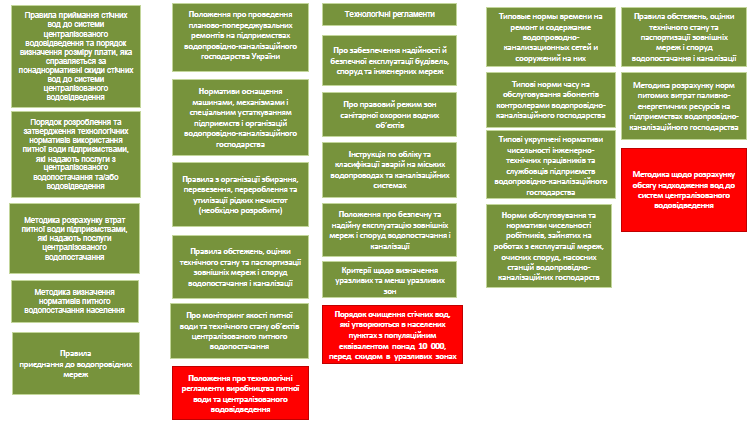 Правила приймання стічних
вод до системи
централізованого
водовідведення та порядок
визначення розміру плати, яка
справляється за
понаднормативні скиди стічних
вод до системи
централізованого
водовідведення
Порядок розроблення та
затвердження технологічних
нормативів використання
питної води підприємствами,
які надають послуги з
централізованого
водопостачання та/або
водовідведення
Методика розрахунку втрат
питної води підприємствами,
які надають послуги
централізованого
водопостачання
Методика визначення
нормативів питного
водопостачання населення
Правила
приєднання до водопровідних
мереж
Положення про проведення
планово-попереджувальних
ремонтів на підприємствах
водопровідно-каналізаційного
господарства України
Нормативи оснащення
машинами, механізмами і
спеціальним устаткуванням
підприємств і організацій
водопровідно-каналізаційного
господарства
Правила з організації збирання,
перевезення, перероблення та
утилізації рідких нечистот
(необхідно розробити)
Правила обстежень, оцінки
технічного стану та паспортизації
зовнішніх мереж і споруд
водопостачання і каналізації
Про моніторинг якості питної
води та технічного стану об'єктів
централізованого питного
водопостачання
Положення про технологічні
регламенти виробництва питної
води та централізованого
водовідведення
Технологічні регламенти
Про забезпечення надійності й
безпечної експлуатації будівель,
споруд та інженерних мереж
Про правовий режим зон
санітарної охорони водних
об'єктів
Інструкція по обліку та
класифікації аварій на міських
водопроводах та каналізаційних
системах
Положення про безпечну та
надійну експлуатацію зовнішніх
мереж і споруд водопостачання і
каналізації
Критерії щодо визначення
уразливих та менш уразливих
зон
Порядок очищення стічних вод,
які утворюються в населених
пунктах з популяційним
еквівалентом понад 10 000,
перед скидом в уразливих зонах
Типовые нормы времени на
ремонт и содержание
водопроводно-
канализационных сетей и
сооружений на них
Типові норми часу на
обслуговування абонентів
контролерами водопровідно-
каналізаційного господарства
Типові укрупнені нормативи
чисельності інженерно-
технічних працівників та
службовців підприємств
водопровідно-каналізаційного
господарства
Норми обслуговування та
нормативи чисельності
робітників, зайнятих на
роботах з експлуатації мереж,
очисних споруд, насосних
станцій водопровідно-
каналізаційних господарств
Правила обстежень, оцінки
технічного стану та
паспортизації зовнішніх
мереж і споруд
водопостачання і каналізації
Методика розрахунку норм
питомих витрат паливно-
енергетичних ресурсів на
підприємствах водопровідно-
каналізаційного господарства
Методика щодо розрахунку
обсягу надходження вод до
систем централізованого
водовідведення